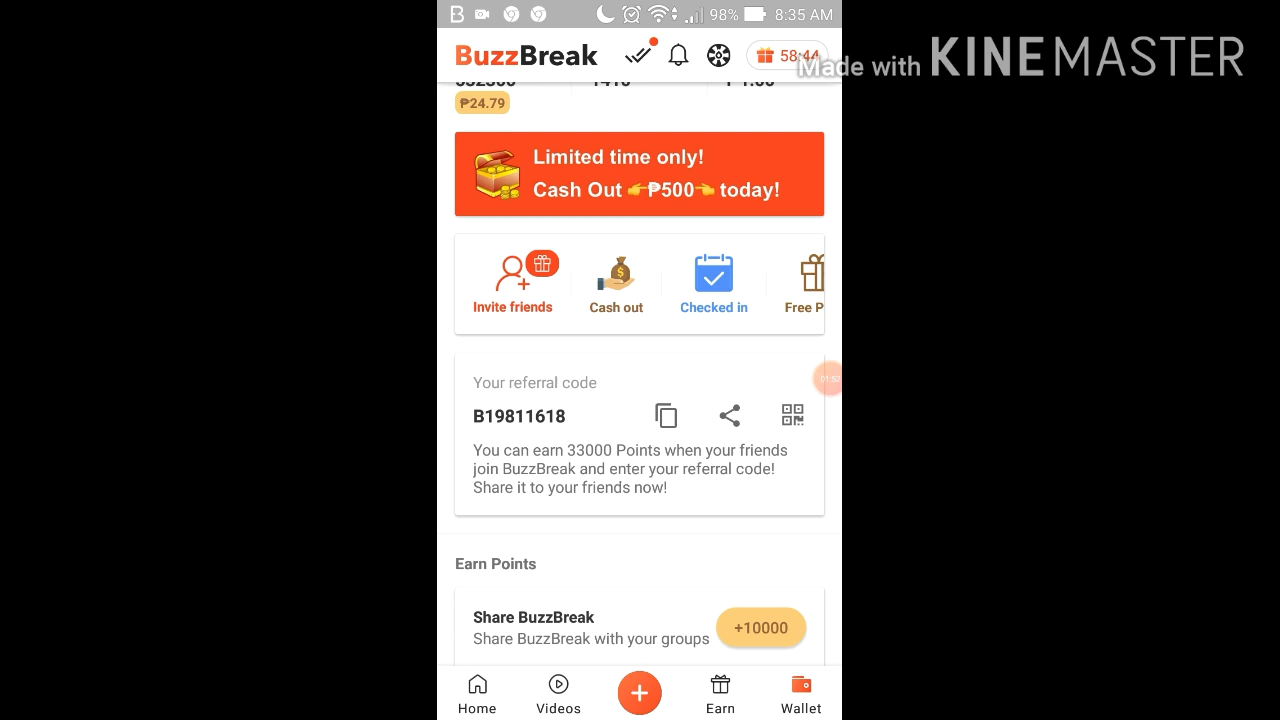 98% 8:35 AM
BuzzBreak
58:44
Made with KINEMASTER
₱24.79
Limited time only!
Cash Out 👉₱500👈 today!
Invite friends
Cash out
Checked in
Free P
Your referral code
01:52
B19811618
You can earn 33000 Points when your friends
join BuzzBreak and enter your referral code!
Share it to your friends now!
Earn Points
Share BuzzBreak
+10000
Share BuzzBreak with your groups
Home
Videos
Earn
Wallet